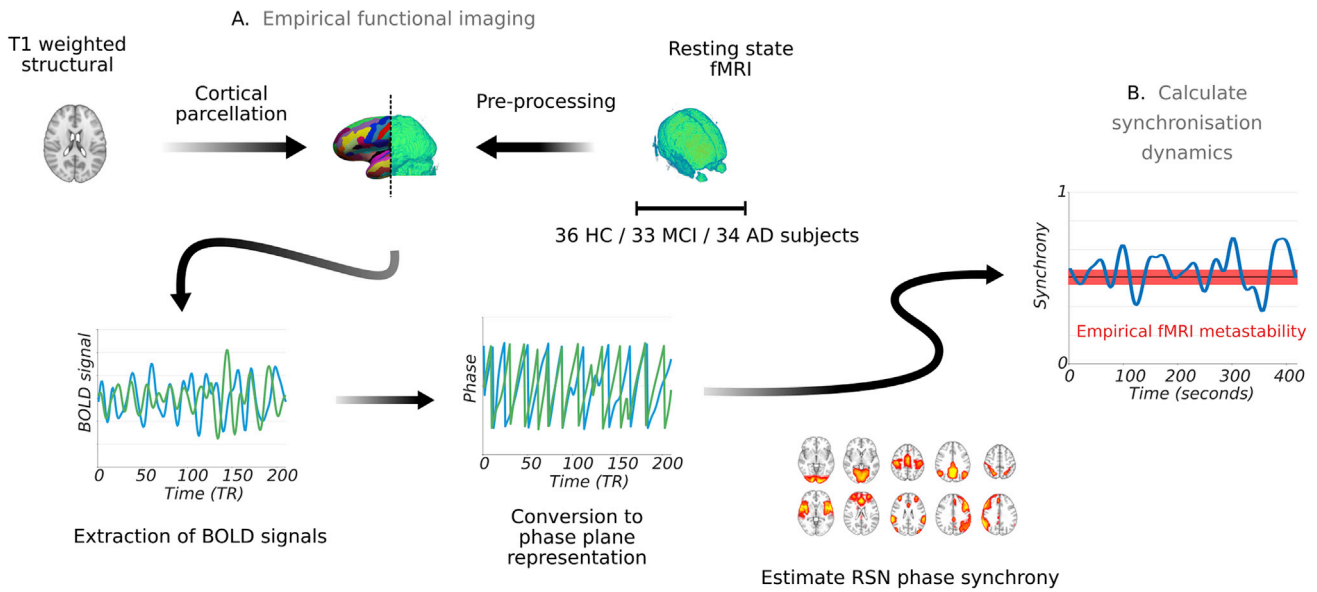 A. Empirical functional imaging
T1 weighted
structural
Cortical
parcellation
Pre-processing
Resting state
fMRI
36 HC / 33 MCI / 34 AD subjects
B. Calculate
synchronisation
dynamics
1
Synchrony
Empirical fMRI metastability
0
0 100 200 300 400
Time (seconds)
BOLD signal
0 50 100 150 200
Time (TR)
Extraction of BOLD signals
Phase
0 50 100 150 200
Time (TR)
Conversion to
phase plane
representation
Estimate RSN phase synchrony